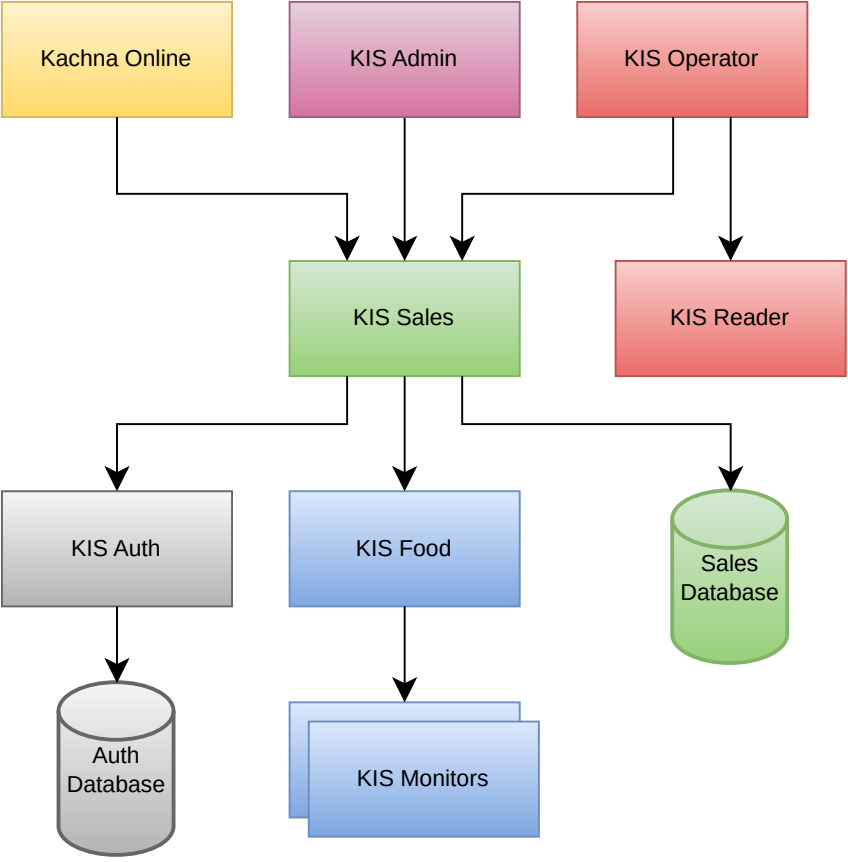 Kachna Online
KIS Admin
KIS Operator
KIS Sales
KIS Reader
KIS Auth
KIS Food
Sales
Database
Auth
Database
KIS Monitors